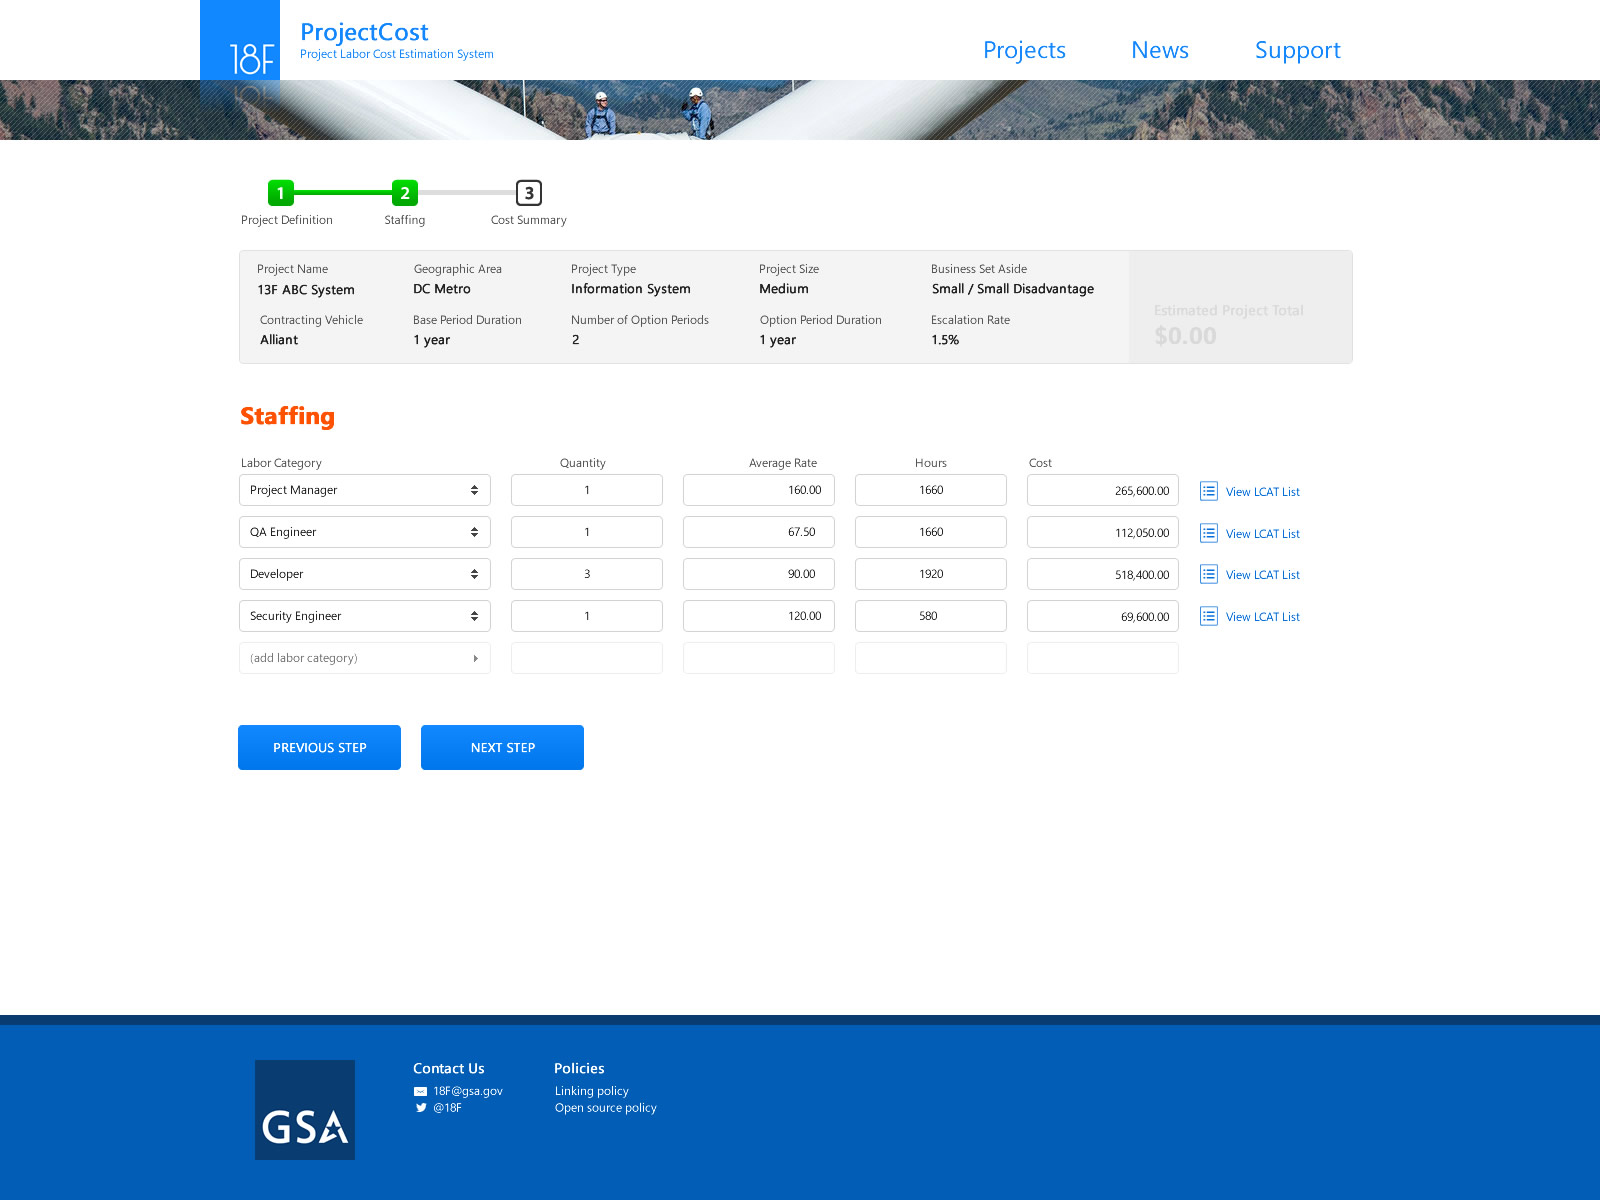 18F
ProjectCost
Project Labor Cost Estimation System
Projects News Support
1 2 3
Project Definition Staffing Cost Summary
Project Name Geographic Area Project Type Project Size Business Set Aside
13F ABC System DC Metro Information System Medium Small / Small Disadvantage
Contracting Vehicle Base Period Duration Number of Option Periods Option Period Duration Escalation Rate
Alliant 1 year 2 1 year 1.5%
Estimated Project Total
$0.00
Staffing
Labor Category Quantity Average Rate Hours Cost
Project Manager 1 160.00 1660 265,600.00 View LCAT List
QA Engineer 1 67.50 1660 112,050.00 View LCAT List
Developer 3 90.00 1920 518,400.00 View LCAT List
Security Engineer 1 120.00 580 69,600.00 View LCAT List
(add labor category)
PREVIOUS STEP NEXT STEP
GSA
Contact Us
18F@gsa.gov
@18F
Policies
Linking policy
Open source policy